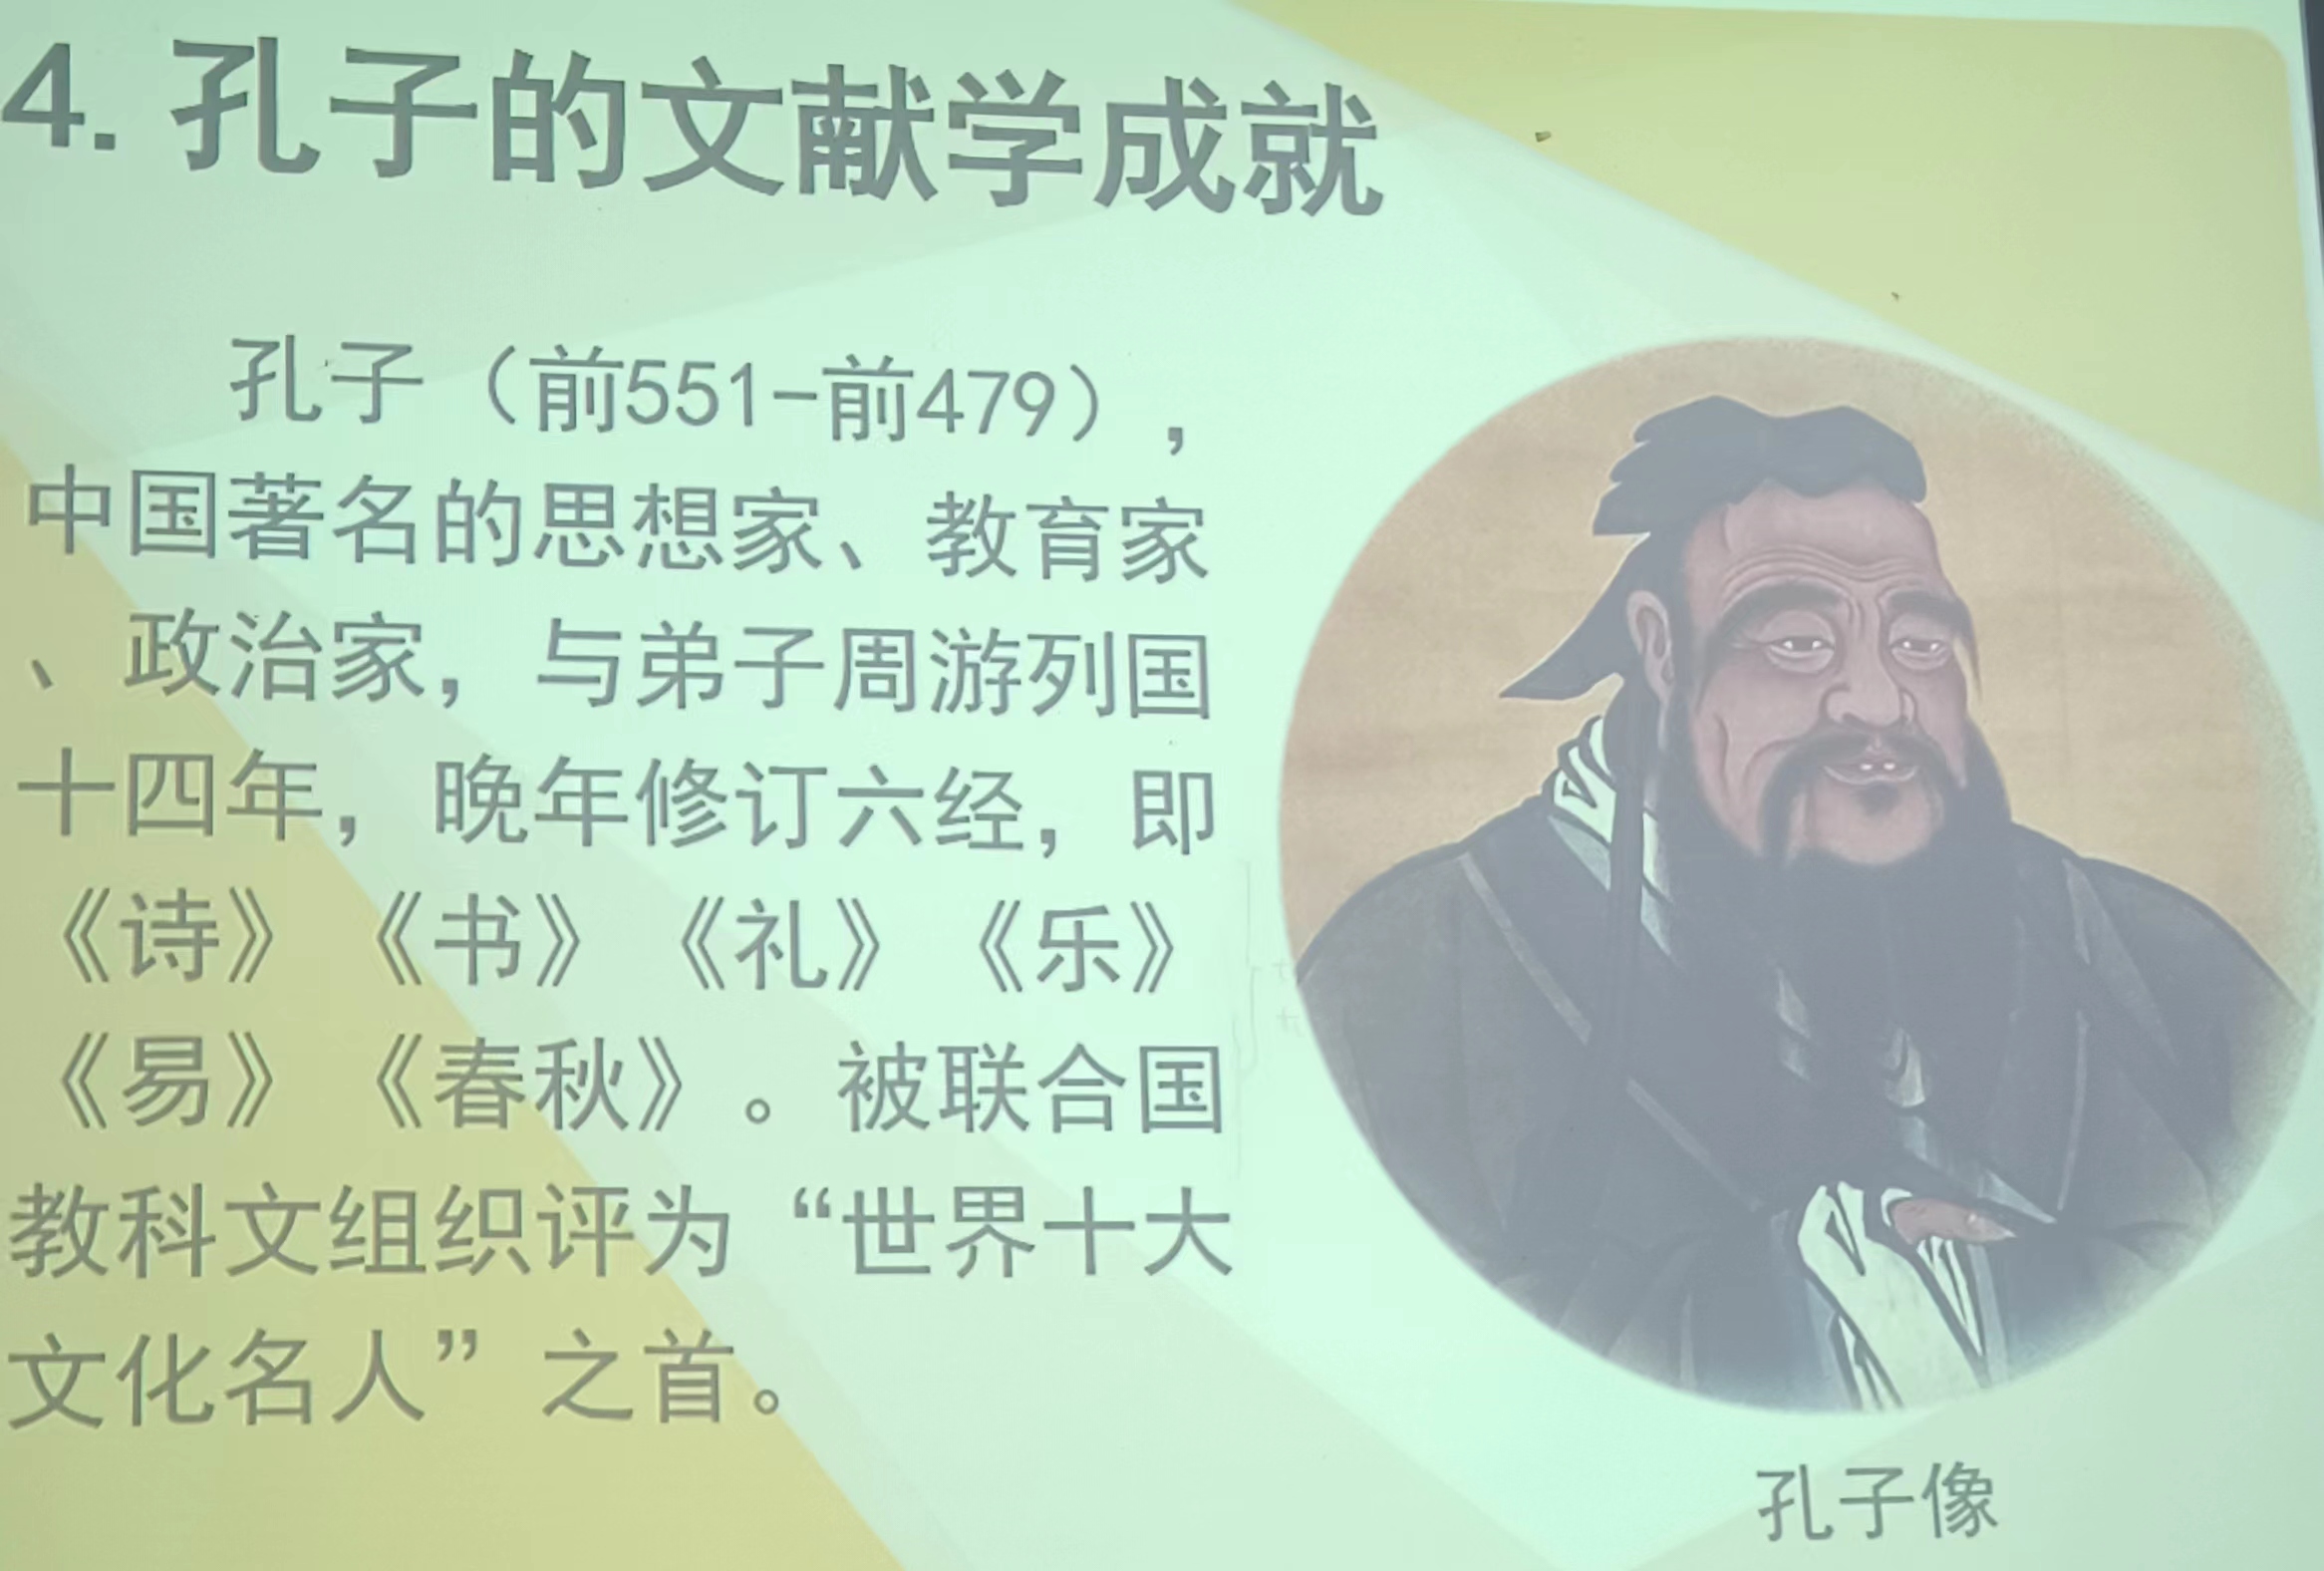 4. 孔子的文献学成就
孔子（前551-前479），
中国著名的思想家、教育家
、政治家，与弟子周游列国
十四年，晚年修订六经，即
《诗》《书》《礼》《乐》
《易》《春秋》。被联合国
教科文组织评为“世界十大
文化名人”之首。
孔子像